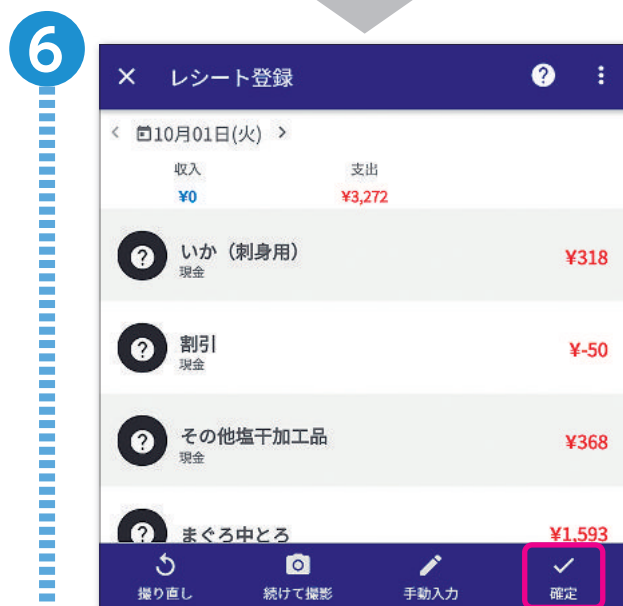 6
× レシート登録 ? ⋮
< 10月01日(火) >
収入 支出
¥0 ¥3,272
? いか（刺身用） ¥318
現金
? 割引 ¥-50
現金
? その他塩干加工品 ¥368
現金
? まぐろ中とろ ¥1,593
撮り直し 続けて撮影 手動入力 確定